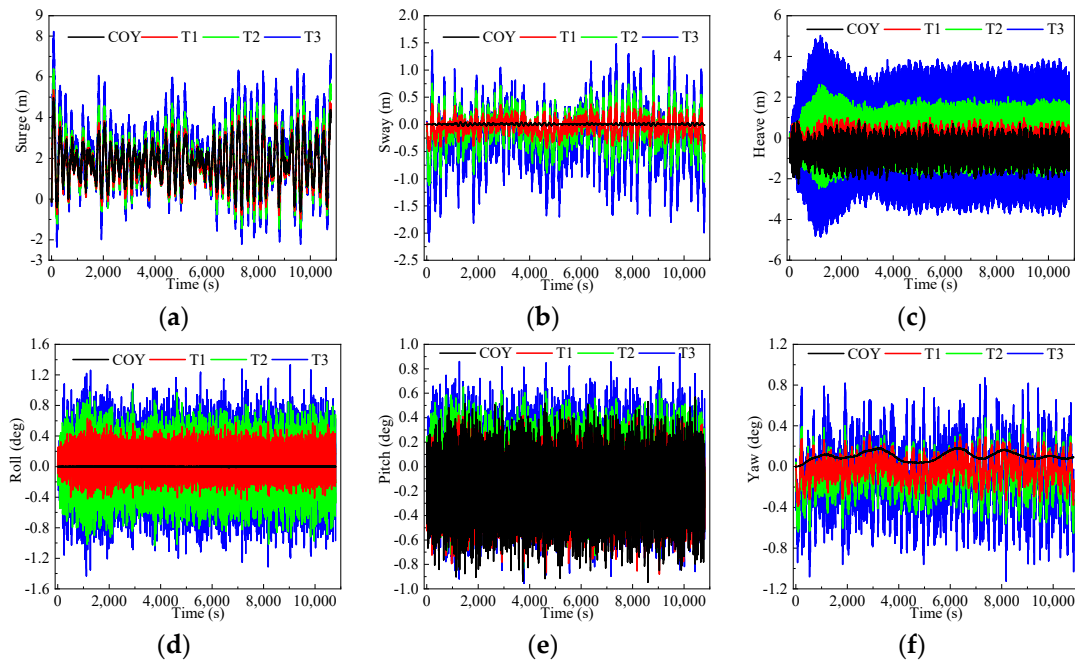 COY T1 T2 T3
Surge (m)
9
8
6
4
2
0
-2
-3
0 2,000 4,000 6,000 8,000 10,000
Time (s)
(a)
COY T1 T2 T3
Sway (m)
2.0
1.5
1.0
0.5
0.0
-0.5
-1.0
-1.5
-2.0
2.5
0 2,000 4,000 6,000 8,000 10,000
Time (s)
(b)
COY T1 T2 T3
Heave (m)
6
4
2
0
-2
-4
-6
0 2,000 4,000 6,000 8,000 10,000
Time (s)
(c)
COY T1 T2 T3
Roll (deg)
1.6
1.2
0.8
0.4
0.0
-0.4
-0.8
-1.2
-1.6
0 2,000 4,000 6,000 8,000 10,000
Time (s)
(d)
COY T1 T2 T3
Pitch (deg)
1.0
0.8
0.6
0.4
0.2
0.0
-0.2
-0.4
-0.6
-0.8
-1.0
0 2,000 4,000 6,000 8,000 10,000
Time (s)
(e)
COY T1 T2 T3
Yaw (deg)
1.2
0.8
0.4
0.0
-0.4
-0.8
1.2
0 2,000 4,000 6,000 8,000 10,000
Time (s)
(f)